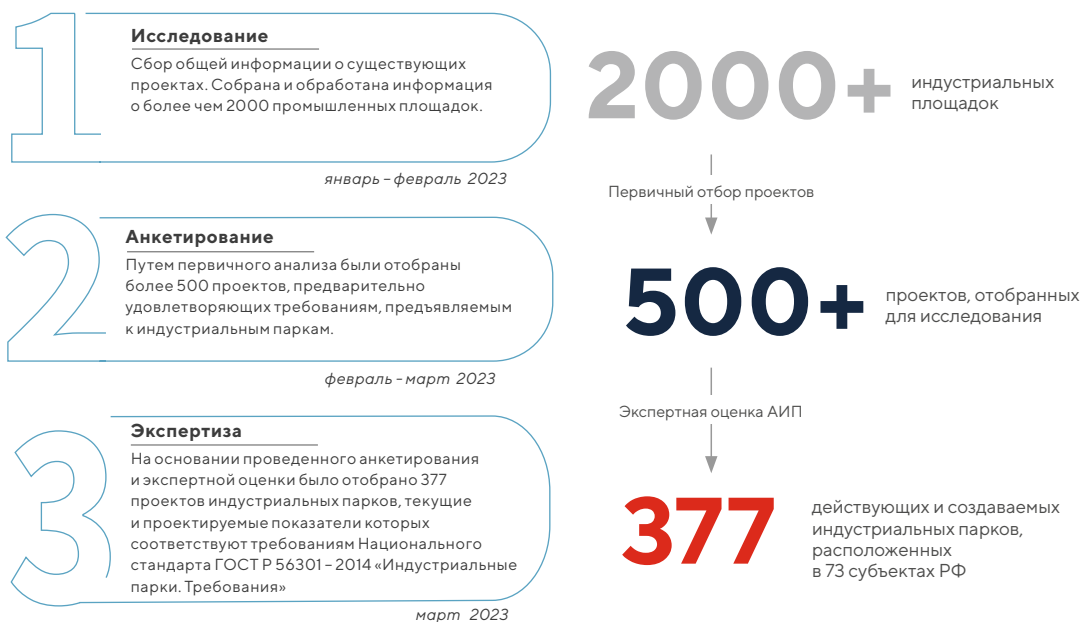 1
Исследование
Сбор общей информации о существующих
проектах. Собрана и обработана информация
о более чем 2000 промышленных площадок.
январь – февраль 2023
2000+
индустриальных
площадок
Первичный отбор проектов
2
Анкетирование
Путем первичного анализа были отобраны
более 500 проектов, предварительно
удовлетворяющих требованиям, предъявляемым
к индустриальным паркам.
февраль - март 2023
500+
проектов, отобранных
для исследования
Экспертная оценка АИП
3
Экспертиза
На основании проведенного анкетирования
и экспертной оценки было отобрано 377
проектов индустриальных парков, текущие
и проектируемые показатели которых
соответствуют требованиям Национального
стандарта ГОСТ Р 56301 – 2014 «Индустриальные
парки. Требования»
март 2023
377
действующих и создаваемых
индустриальных парков,
расположенных
в 73 субъектах РФ